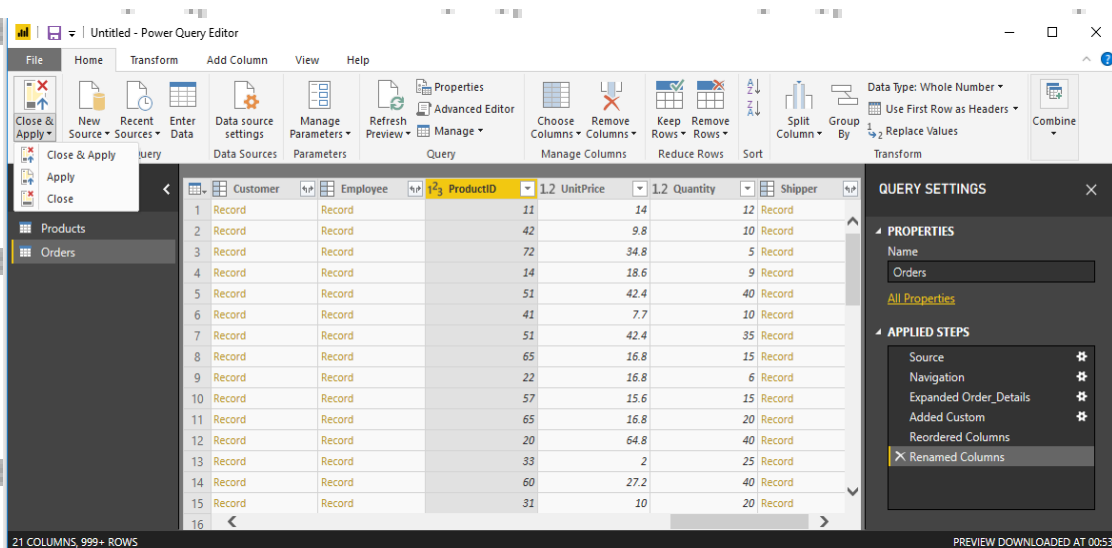 Untitled - Power Query Editor
File Home Transform Add Column View Help
Close & Apply
New Source
Recent Sources
Enter Data
Data source settings
Manage Parameters
Refresh Preview
Properties
Advanced Editor
Manage
Choose Columns
Remove Columns
Keep Rows
Remove Rows
Split Column
Group By
Data Type: Whole Number
Use First Row as Headers
Replace Values
Combine
Data Sources Parameters Query Manage Columns Reduce Rows Sort Transform
Close & Apply
Apply
Close
Products
Orders
Customer Employee 123 ProductID 1.2 UnitPrice 1.2 Quantity Shipper
1 Record Record 11 14 12 Record
2 Record Record 42 9.8 10 Record
3 Record Record 72 34.8 5 Record
4 Record Record 14 18.6 9 Record
5 Record Record 51 42.4 40 Record
6 Record Record 41 7.7 10 Record
7 Record Record 51 42.4 35 Record
8 Record Record 65 16.8 15 Record
9 Record Record 22 16.8 6 Record
10 Record Record 57 15.6 15 Record
11 Record Record 65 16.8 20 Record
12 Record Record 20 64.8 40 Record
13 Record Record 33 2 25 Record
14 Record Record 60 27.2 40 Record
15 Record Record 31 10 20 Record
16
QUERY SETTINGS
PROPERTIES
Name
Orders
All Properties
APPLIED STEPS
Source
Navigation
Expanded Order_Details
Added Custom
Reordered Columns
Renamed Columns
21 COLUMNS, 999+ ROWS
PREVIEW DOWNLOADED AT 00:53